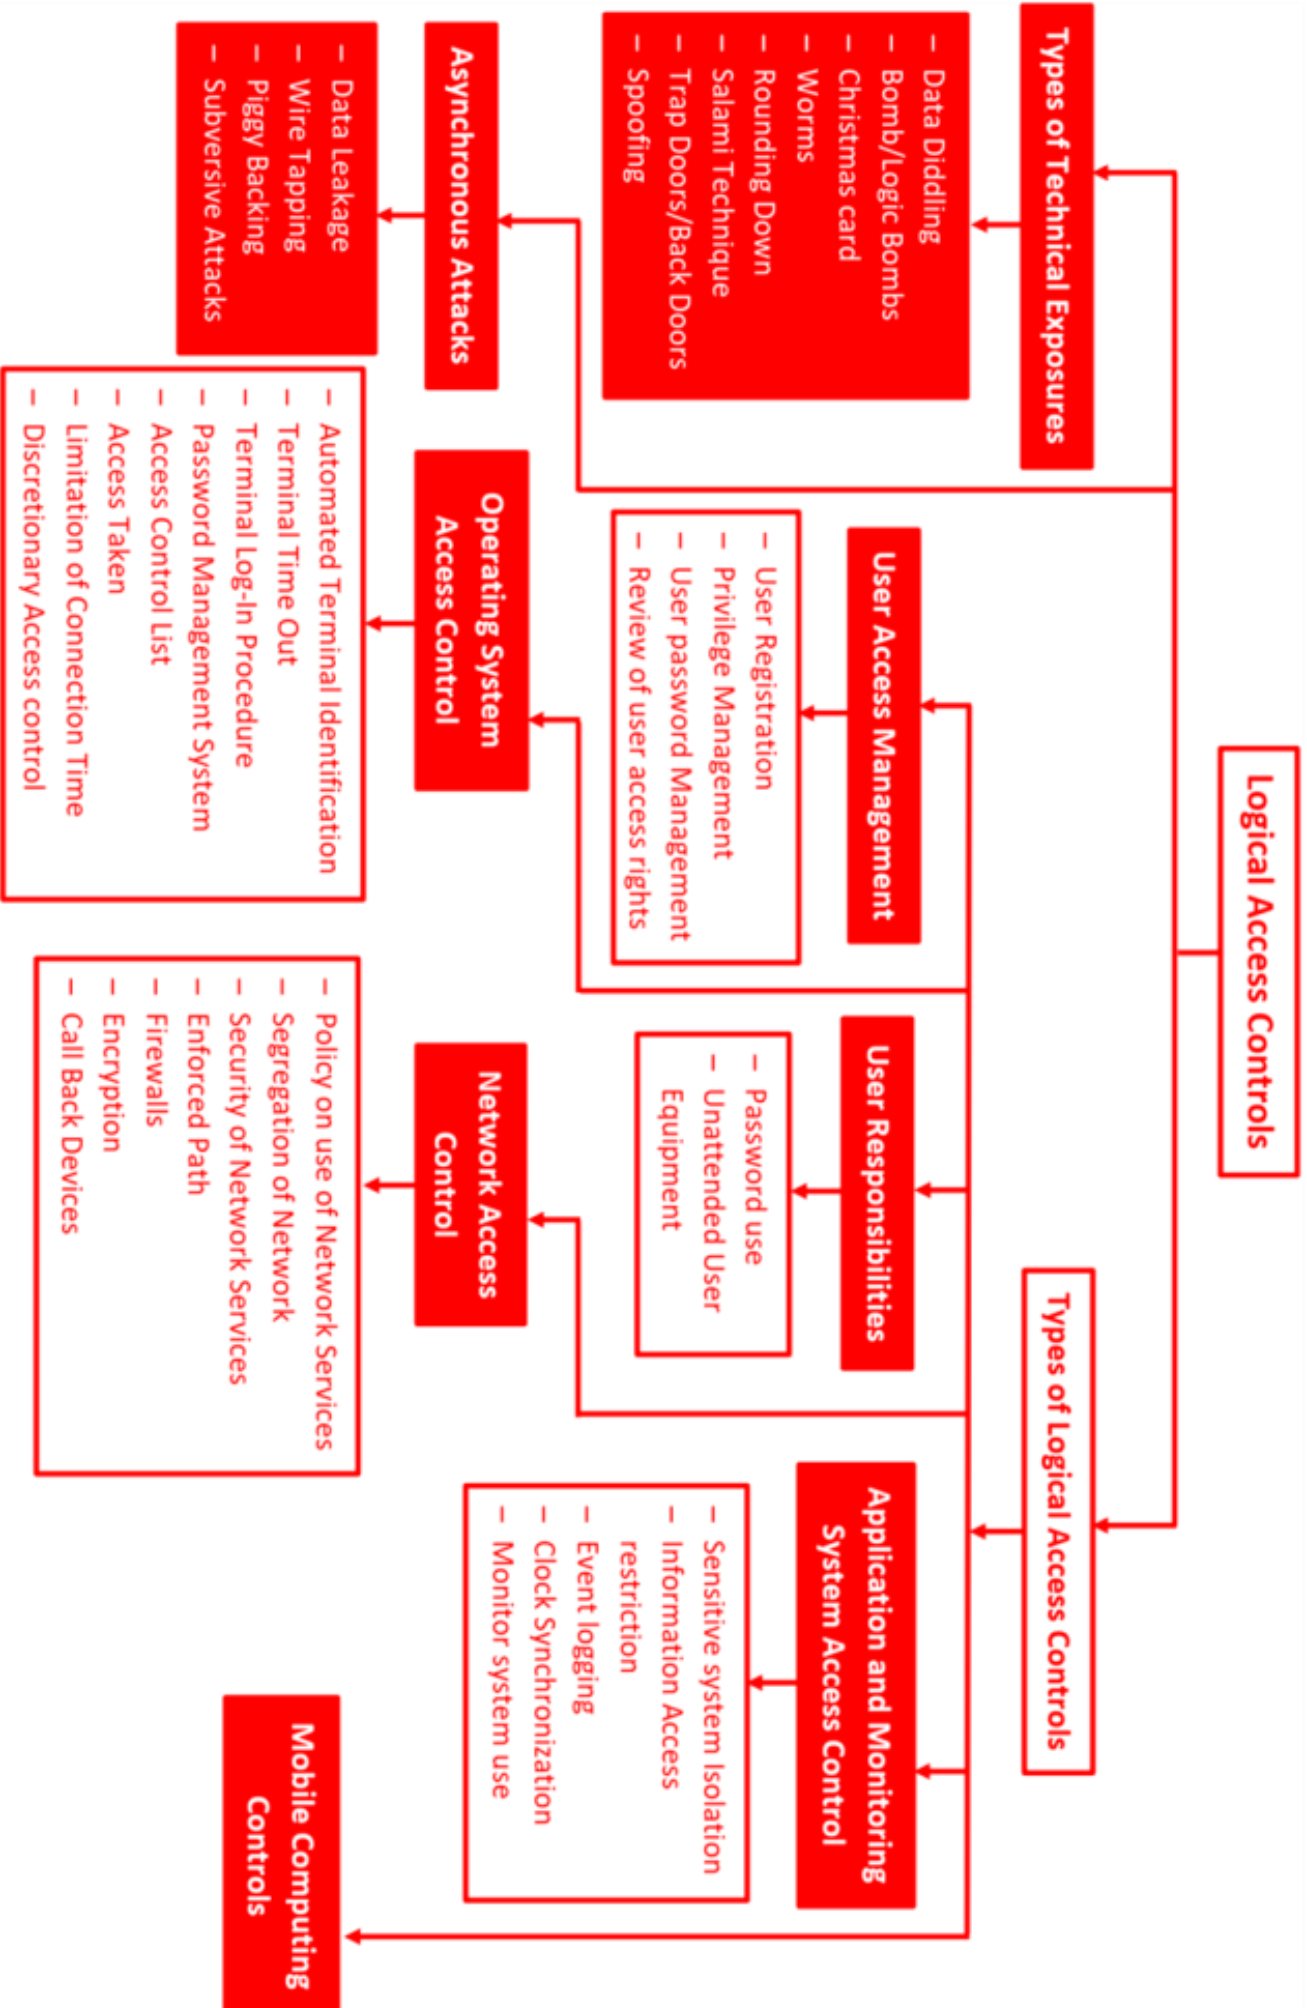 Logical Access Controls
Types of Technical Exposures
– Data Diddling
– Bomb/Logic Bombs
– Christmas card
– Worms
– Rounding Down
– Salami Technique
– Trap Doors/Back Doors
– Spoofing
Asynchronous Attacks
– Data Leakage
– Wire Tapping
– Piggy Backing
– Subversive Attacks
Types of Logical Access Controls
User Access Management
– User Registration
– Privilege Management
– User password Management
– Review of user access rights
User Responsibilities
– Password use
– Unattended User
Equipment
Application and Monitoring
System Access Control
– Sensitive system Isolation
– Information Access
restriction
– Event logging
– Clock Synchronization
– Monitor system use
Operating System
Access Control
– Automated Terminal Identification
– Terminal Time Out
– Terminal Log-In Procedure
– Password Management System
– Access Control List
– Access Taken
– Limitation of Connection Time
– Discretionary Access control
Network Access
Control
– Policy on use of Network Services
– Segregation of Network
– Security of Network Services
– Enforced Path
– Firewalls
– Encryption
– Call Back Devices
Mobile Computing
Controls